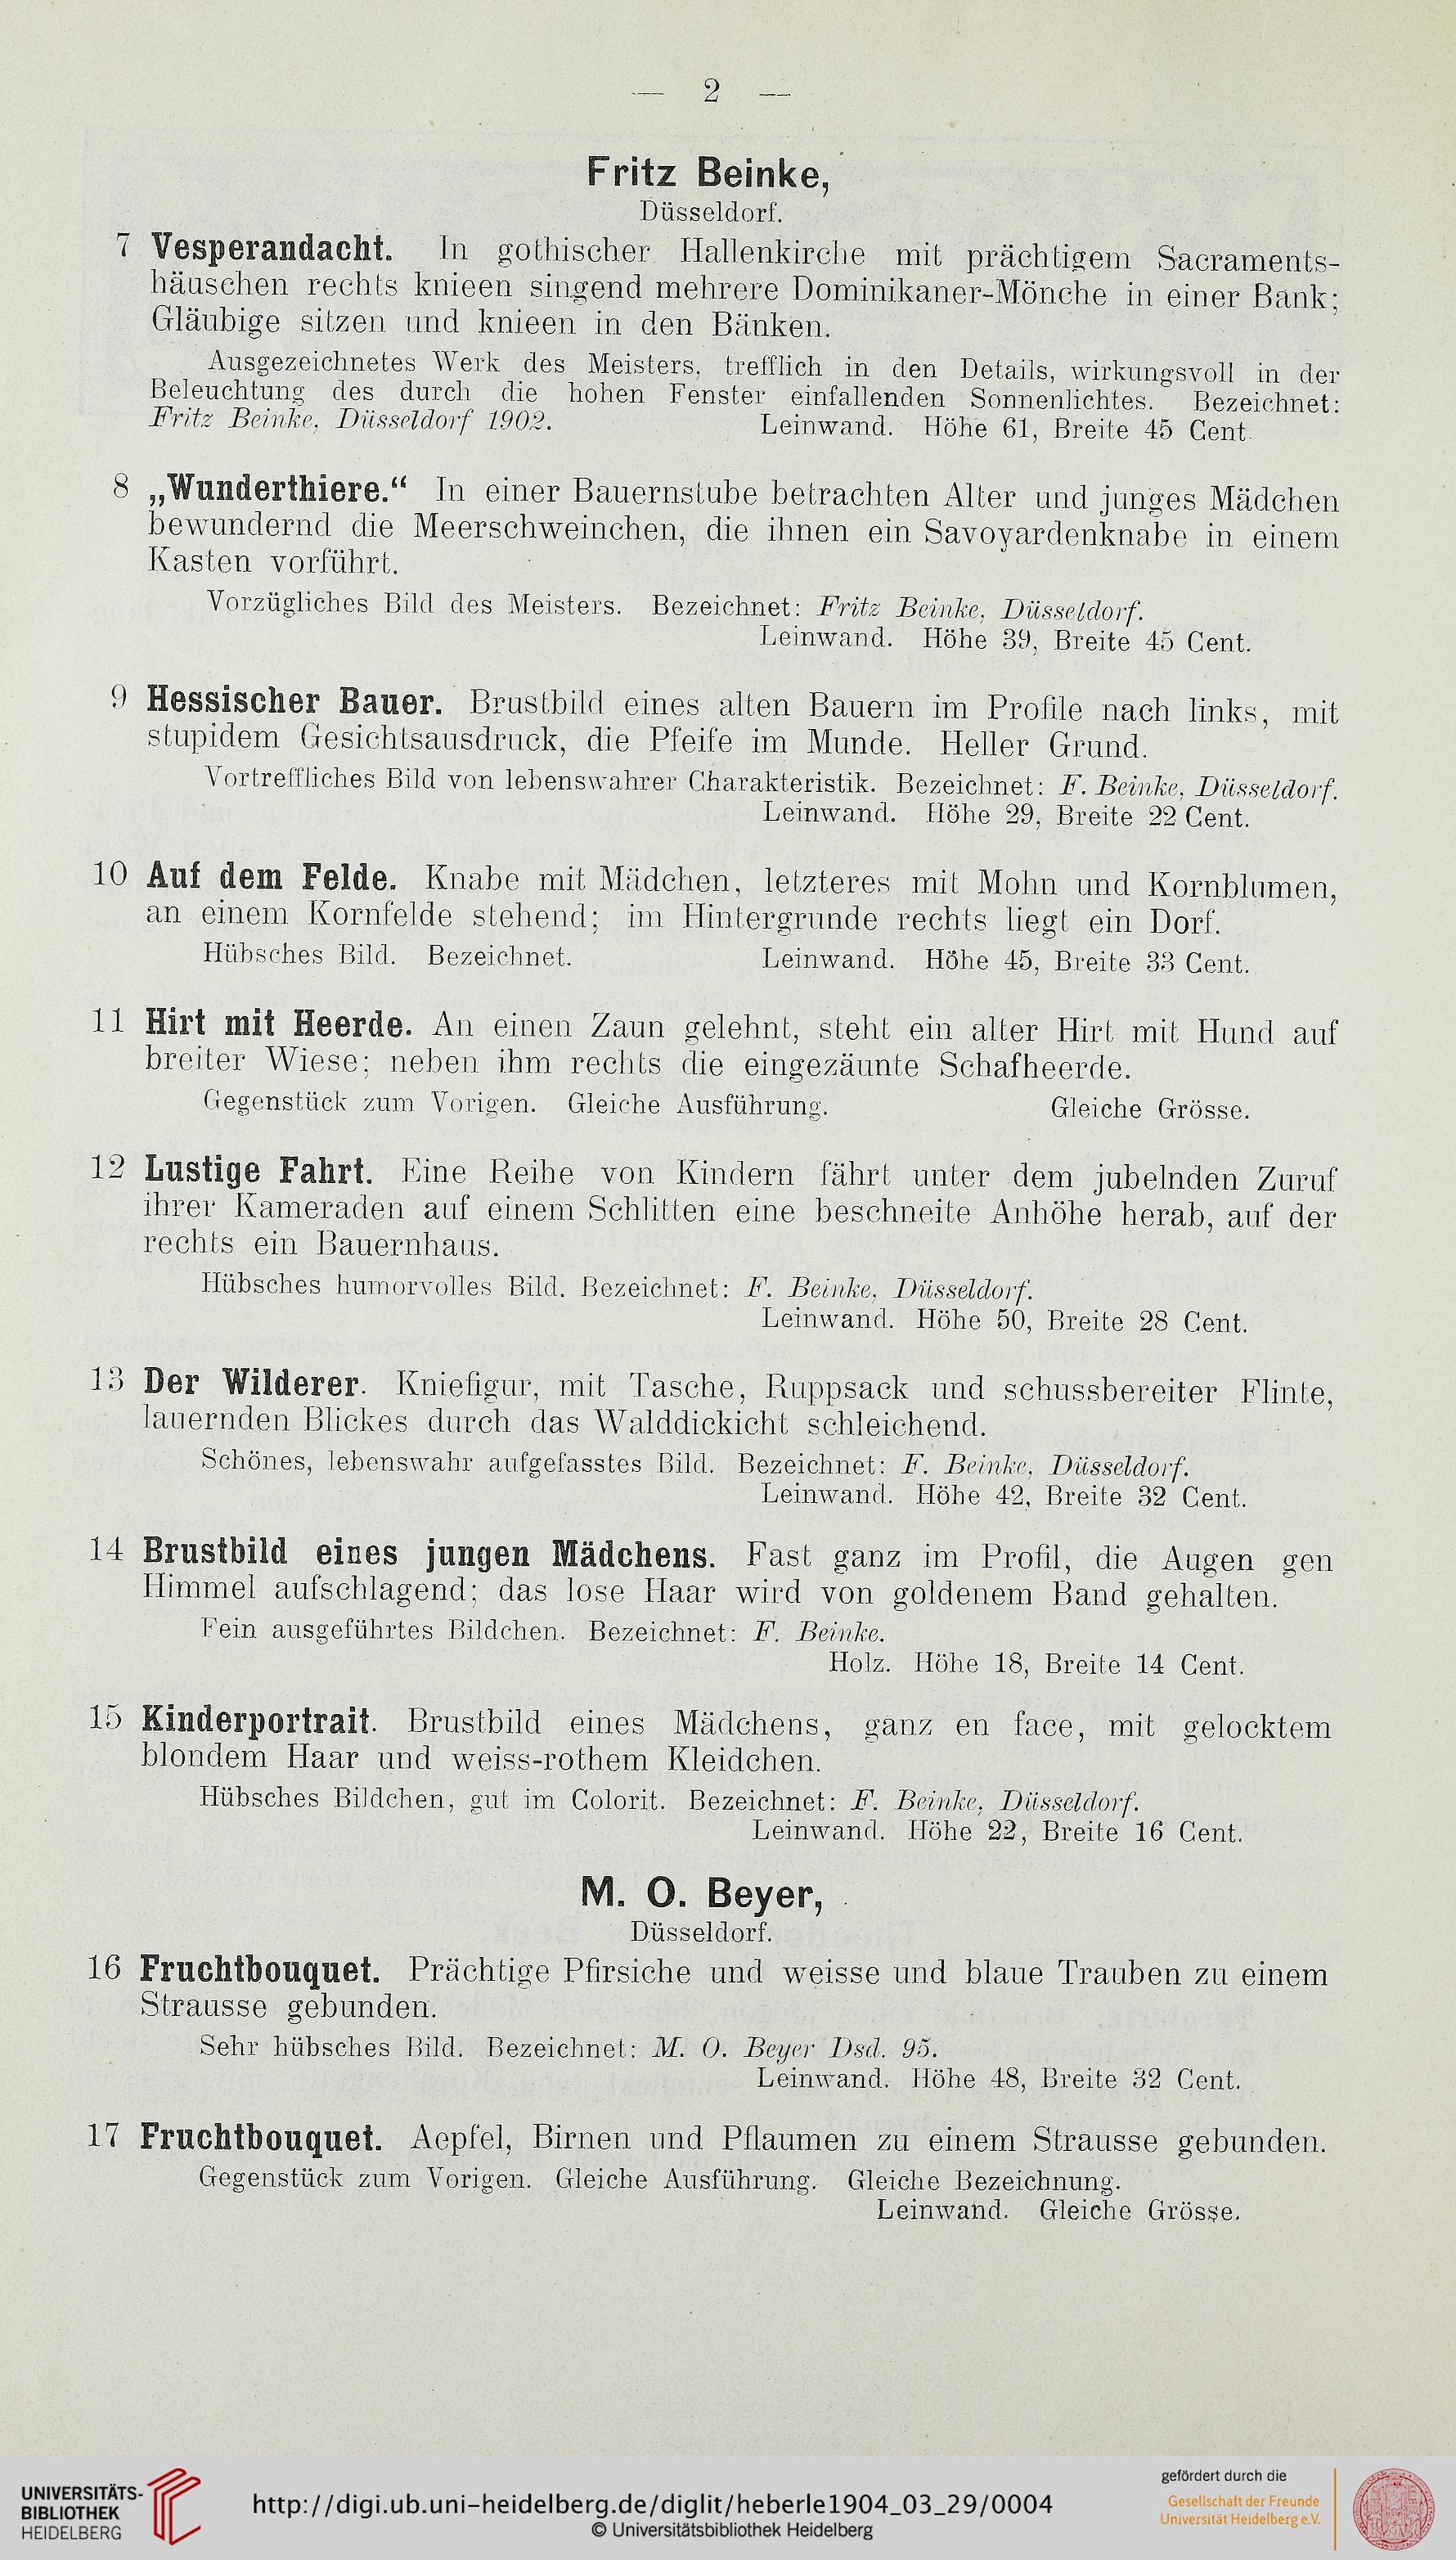 — 2 —
Fritz Beinke,
Düsseldorf.
7 Vesperandacht. In gothischer Hallenkirche mit prächtigem Sacraments-
häuschen rechts knieen singend mehrere Dominikaner-Mönche in einer Bank;
Gläubige sitzen und knieen in den Bänken.
Ausgezeichnetes Werk des Meisters, trefflich in den Details, wirkungsvoll in der
Beleuchtung des durch die hohen Fenster einfallenden Sonnenlichtes. Bezeichnet:
Fritz Beinke, Düsseldorf 1902. Leinwand. Höhe 61, Breite 45 Cent.
8 „Wunderthiere.“ In einer Bauernstube betrachten Alter und junges Mädchen
bewundernd die Meerschweinchen, die ihnen ein Savoyardenknabe in einem
Kasten vorführt.
Vorzügliches Bild des Meisters. Bezeichnet: Fritz Beinke, Düsseldorf.
Leinwand. Höhe 39, Breite 45 Cent.
9 Hessischer Bauer. Brustbild eines alten Bauern im Profile nach links, mit
stupidem Gesichtsausdruck, die Pfeife im Munde. Heller Grund.
Vortreffliches Bild von lebenswahrer Charakteristik. Bezeichnet: F. Beinke, Düsseldorf.
Leinwand. Höhe 29, Breite 22 Cent.
10 Auf dem Felde. Knabe mit Mädchen, letzteres mit Mohn und Kornblumen,
an einem Kornfelde stehend; im Hintergrunde rechts liegt ein Dorf.
Hübsches Bild. Bezeichnet. Leinwand. Höhe 45, Breite 33 Cent.
11 Hirt mit Heerde. An einen Zaun gelehnt, steht ein alter Hirt mit Hund auf
breiter Wiese; neben ihm rechts die eingezäunte Schafheerde.
Gegenstück zum Vorigen. Gleiche Ausführung. Gleiche Grösse.
12 Lustige Fahrt. Eine Reihe von Kindern fährt unter dem jubelnden Zuruf
ihrer Kameraden auf einem Schlitten eine beschneite Anhöhe herab, auf der
rechts ein Bauernhaus.
Hübsches humorvolles Bild. Bezeichnet: F. Beinke, Düsseldorf.
Leinwand. Höhe 50, Breite 28 Cent.
13 Der Wilderer. Kniefigur, mit Tasche, Ruppsack und schussbereiter Flinte,
lauernden Blickes durch das Walddickicht schleichend.
Schönes, lebenswahr aufgefasstes Bild. Bezeichnet: F. Beinke, Düsseldorf.
Leinwand. Höhe 42, Breite 32 Cent.
14 Brustbild eines jungen Mädchens. Fast ganz im Profil, die Augen gen
Himmel aufschlagend; das lose Haar wird von goldenem Band gehalten.
Fein ausgeführtes Bildchen. Bezeichnet: F. Beinke.
Holz. Höhe 18, Breite 14 Cent.
15 Kinderportrait. Brustbild eines Mädchens, ganz en face, mit gelocktem
blondem Haar und weiss-rothem Kleidchen.
Hübsches Bildchen, gut im Colorit. Bezeichnet: F. Beinke, Düsseldorf.
Leinwand. Höhe 22, Breite 16 Cent.
M. O. Beyer,
Düsseldorf.
16 Fruchtbouquet. Prächtige Pfirsiche und weisse und blaue Trauben zu einem
Strausse gebunden.
Sehr hübsches Bild. Bezeichnet: M. O. Beyer Dsd. 95.
Leinwand. Höhe 48, Breite 32 Cent.
17 Fruchtbouquet. Aepfel, Birnen und Pflaumen zu einem Strausse gebunden.
Gegenstück zum Vorigen. Gleiche Ausführung. Gleiche Bezeichnung.
Leinwand. Gleiche Grösse.
UNIVERSITÄTS-
BIBLIOTHEK
HEIDELBERG
http://digi.ub.uni-heidelberg.de/diglit/heberle1904_03_29/0004
© Universitätsbibliothek Heidelberg
gefördert durch die
Gesellschaft der Freunde
Universität Heidelberg e.V.